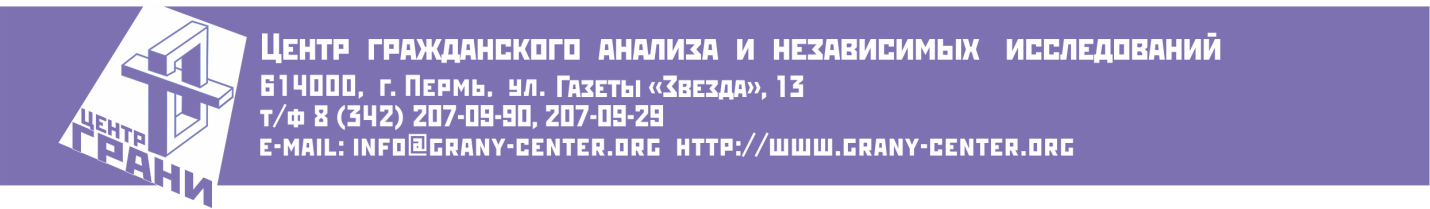 ЦЕНТР ГРАНИ
Центр гражданского анализа и независимых исследований
614000, г. Пермь, ул. Газеты «Звезда», 13
т/ф 8 (342) 207-09-90, 207-09-29
e-mail: info@grany-center.org http://www.grany-center.org